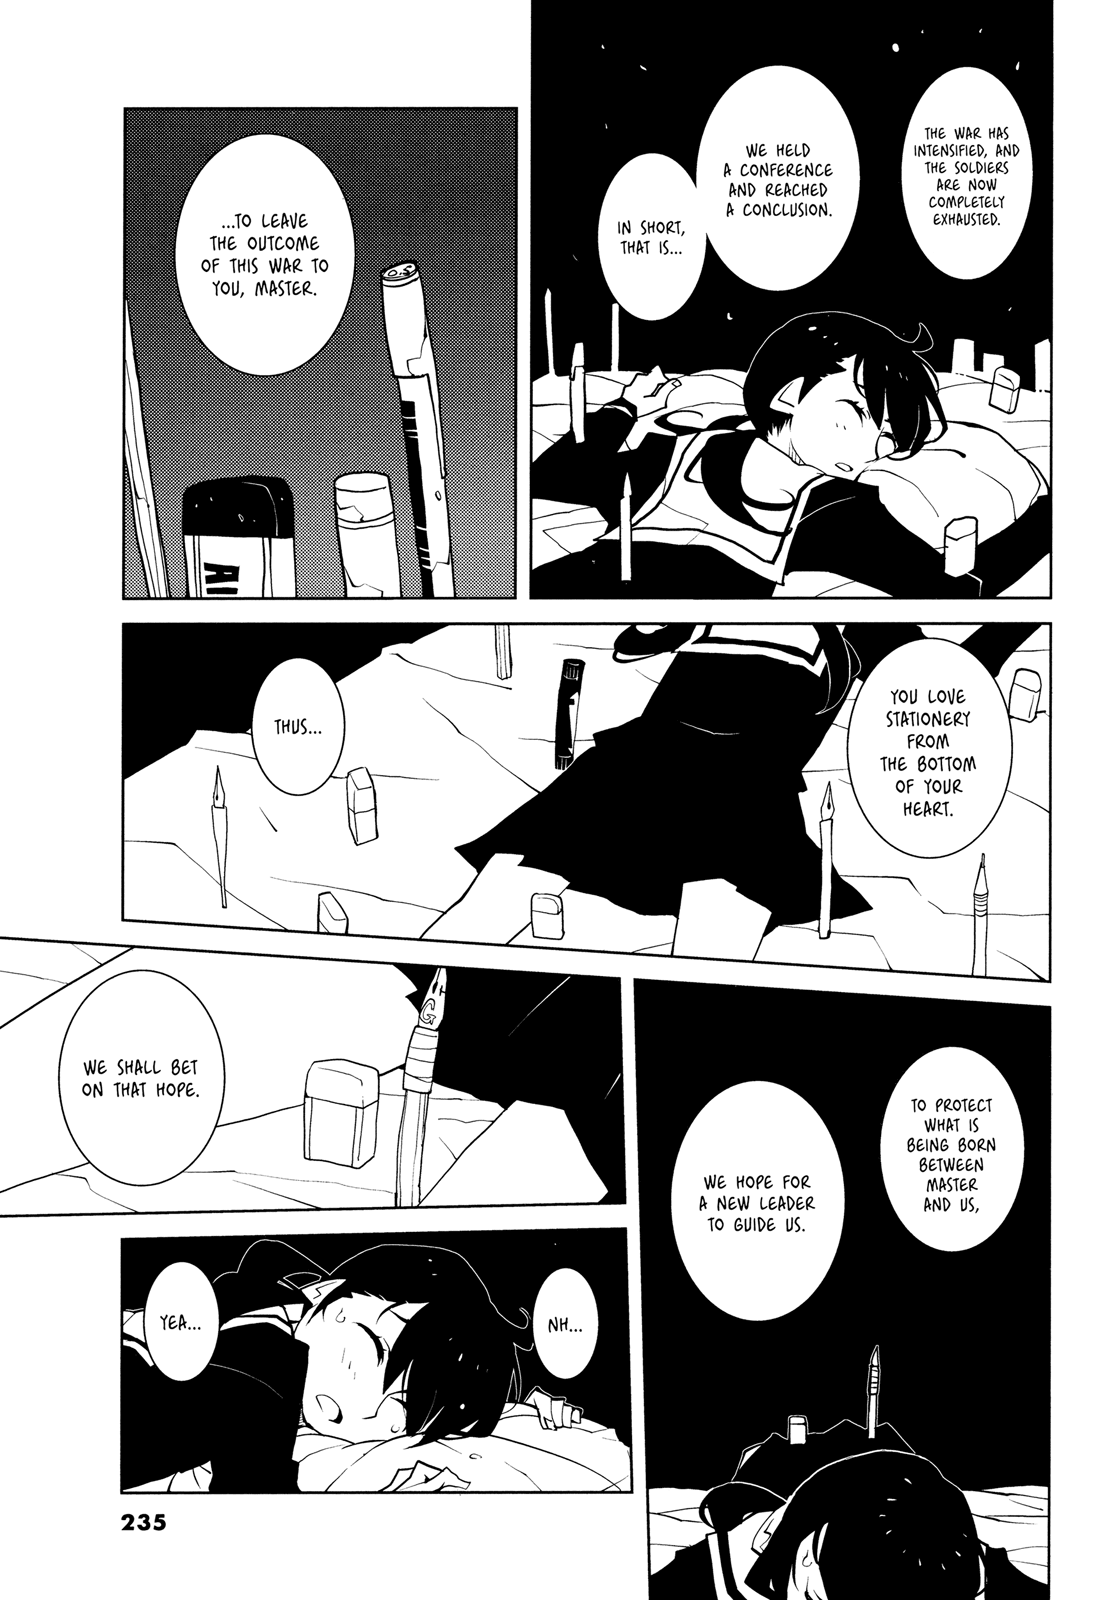 THE WAR HAS
INTENSIFIED, AND
THE SOLDIERS
ARE NOW
COMPLETELY
EXHAUSTED.
WE HELD
A CONFERENCE
AND REACHED
A CONCLUSION.
IN SHORT,
THAT IS...
...TO LEAVE
THE OUTCOME
OF THIS WAR TO
YOU, MASTER.
AI
YOU LOVE
STATIONERY
FROM
THE BOTTOM
OF YOUR
HEART.
THUS...
TO PROTECT
WHAT IS
BEING BORN
BETWEEN
MASTER
AND US,
WE HOPE FOR
A NEW LEADER
TO GUIDE US.
G
WE SHALL BET
ON THAT HOPE.
NH...
YEA...
235